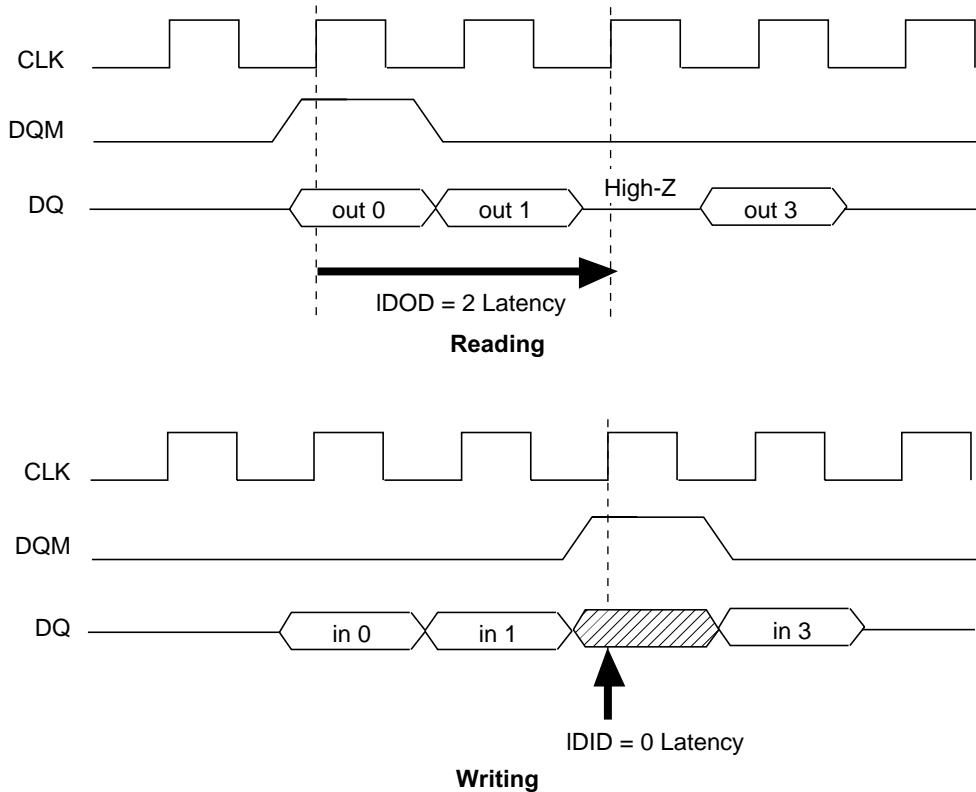 CLK
DQM
DQ
out 0
out 1
High-Z
out 3
lDOD = 2 Latency
Reading
CLK
DQM
DQ
in 0
in 1
in 3
lDID = 0 Latency
Writing